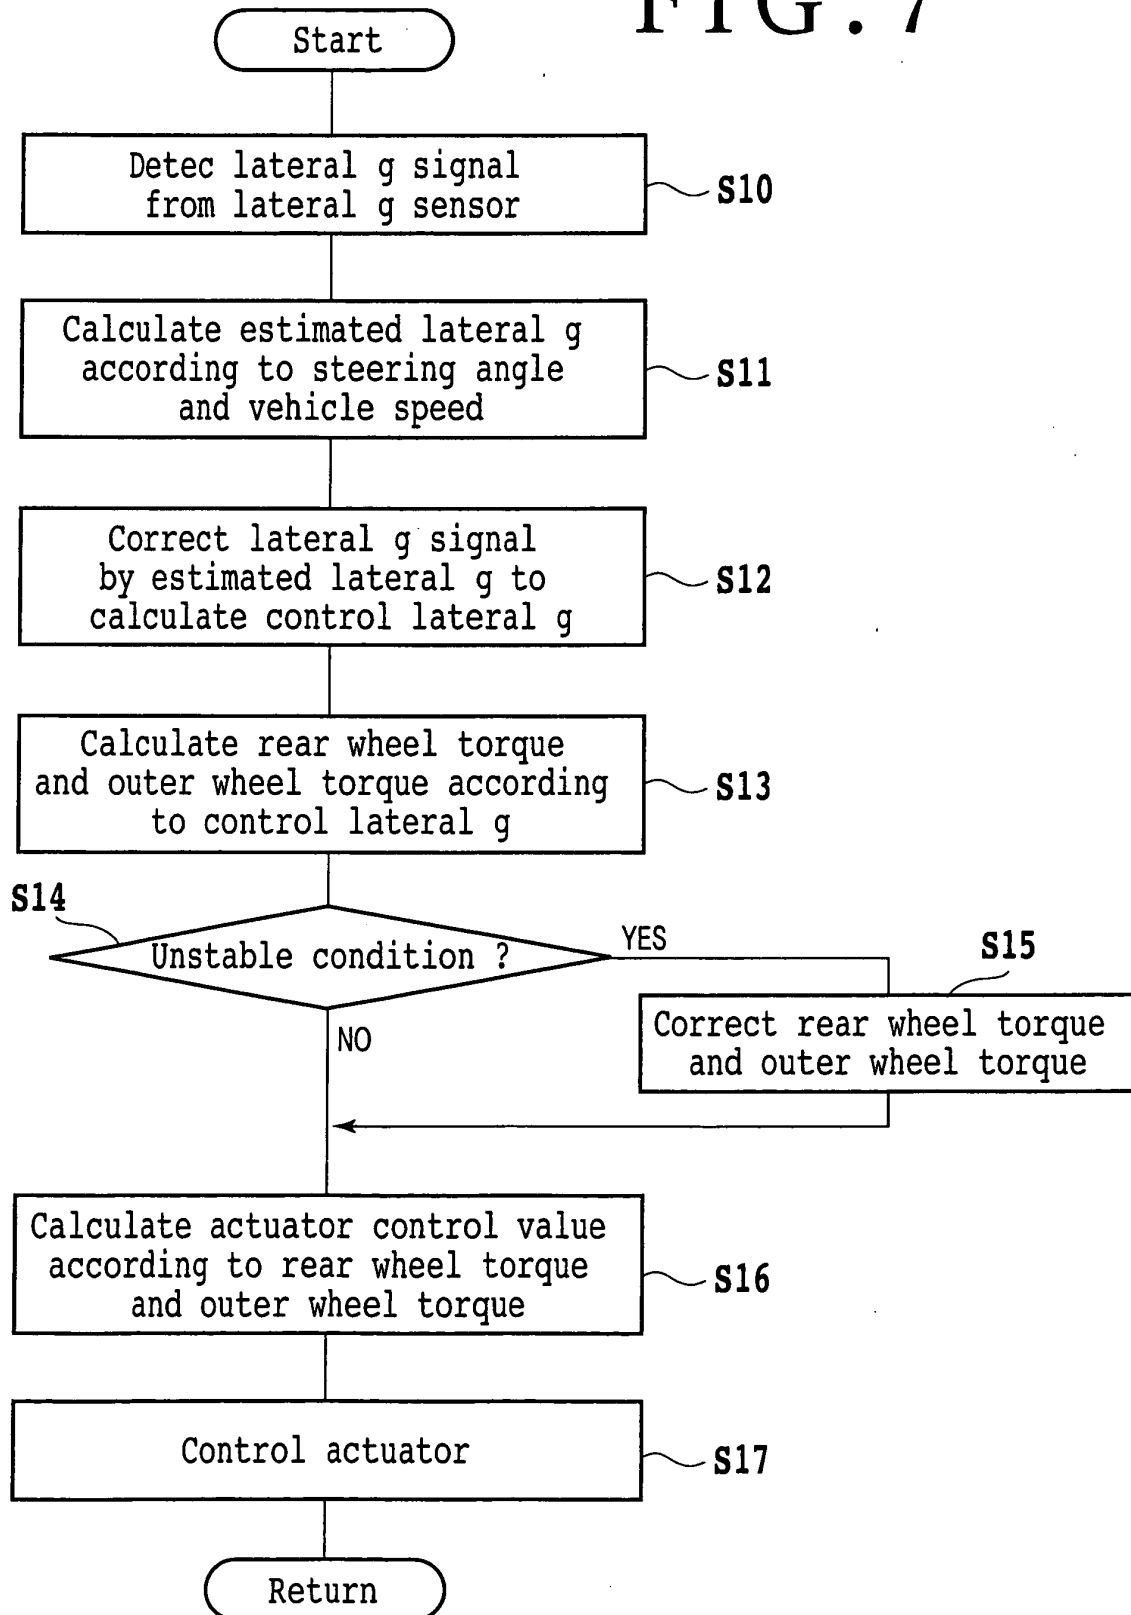 FIG. 7
Start
Detec lateral g signal
from lateral g sensor
S10
Calculate estimated lateral g
according to steering angle
and vehicle speed
S11
Correct lateral g signal
by estimated lateral g to
calculate control lateral g
S12
Calculate rear wheel torque
and outer wheel torque according
to control lateral g
S13
S14
Unstable condition ?
YES
S15
Correct rear wheel torque
and outer wheel torque
NO
Calculate actuator control value
according to rear wheel torque
and outer wheel torque
S16
Control actuator
S17
Return